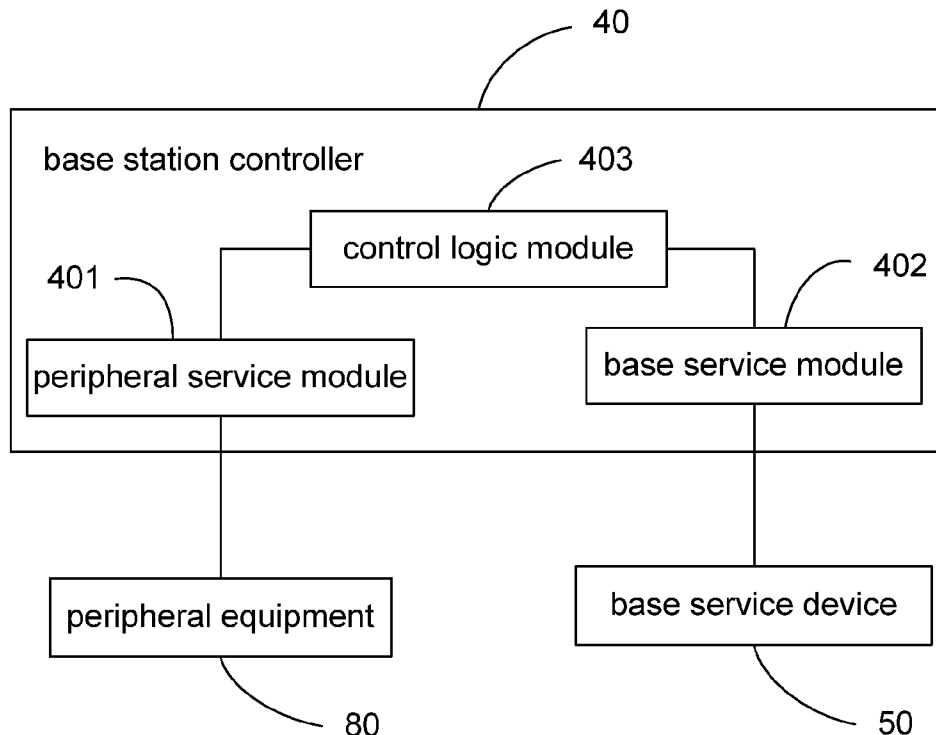 40
base station controller
403
control logic module
401
402
peripheral service module
base service module
peripheral equipment
base service device
80
50